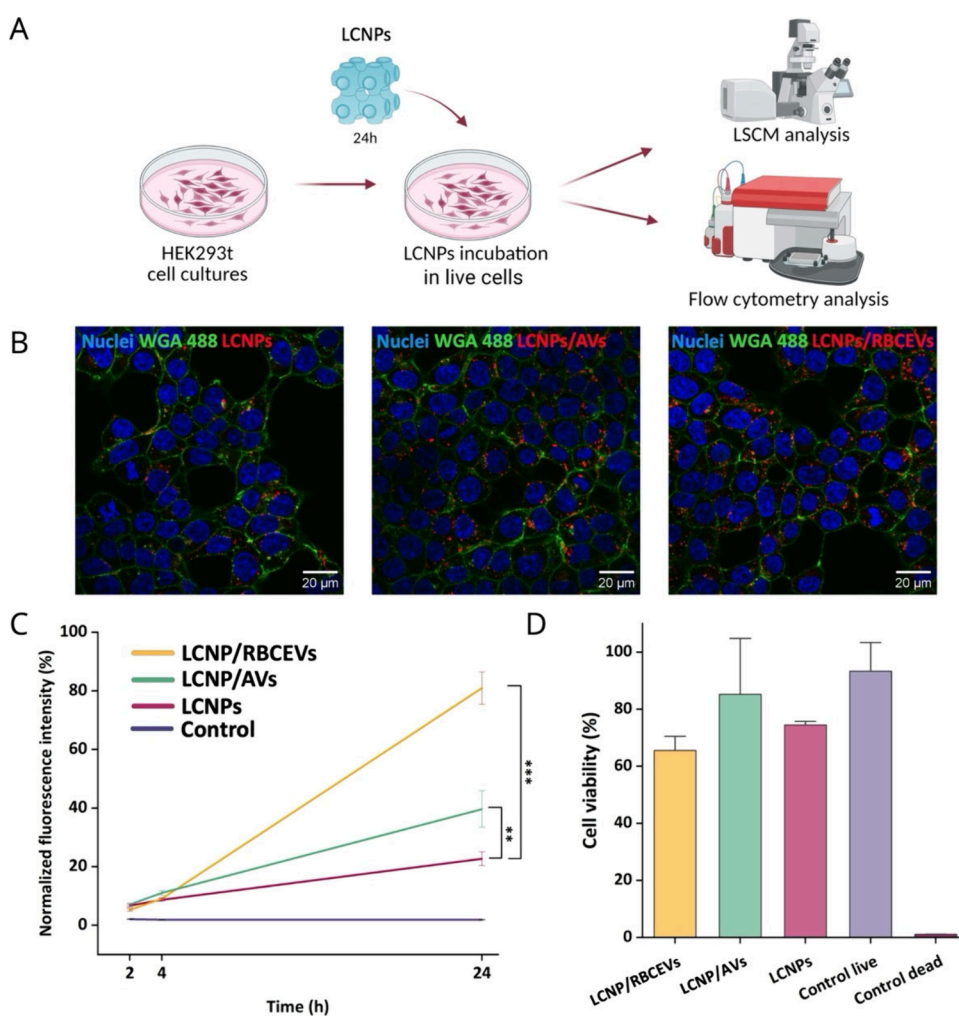 A
LCNPs
24h
HEK293t
cell cultures
LCNPs incubation
in live cells
LSCM analysis
Flow cytometry analysis
B
Nuclei WGA 488 LCNPs
20 µm
Nuclei WGA 488 LCNPs/AVs
20 µm
Nuclei WGA 488 LCNPs/RBCEVs
20 µm
C
Normalized fluorescence intensity (%)
100
80
60
40
20
0
LCNP/RBCEVs
LCNP/AVs
LCNPs
Control
***
**
2 4 24
Time (h)
D
Cell viability (%)
100
80
60
40
20
0
LCNP/RBCEVs
LCNP/AVs
LCNPs
Control live
Control dead